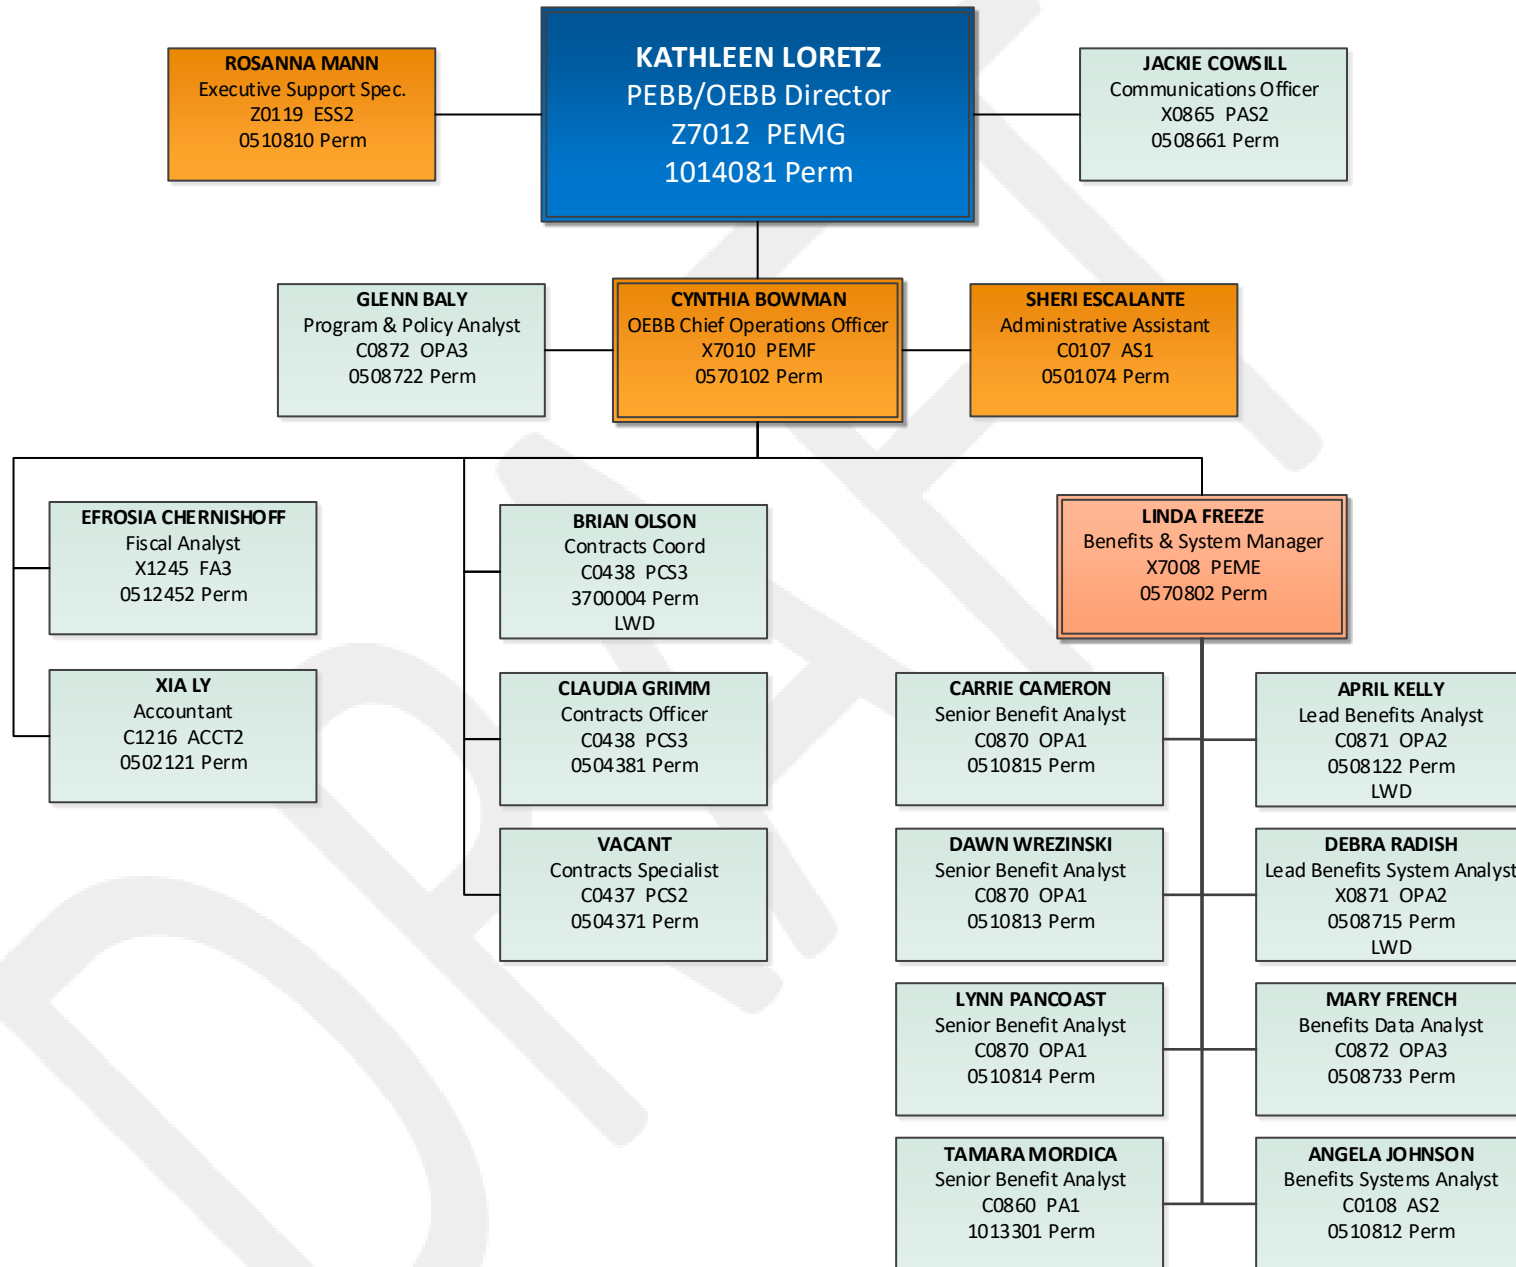 ROSANNA MANN
Executive Support Spec.
Z0119 ESS2
0510810 Perm
KATHLEEN LORETZ
PEBB/OEBB Director
Z7012 PEMG
1014081 Perm
JACKIE COWSILL
Communications Officer
X0865 PAS2
0508661 Perm
GLENN BALY
Program & Policy Analyst
C0872 OPA3
0508722 Perm
CYNTHIA BOWMAN
OEBB Chief Operations Officer
X7010 PEMF
0570102 Perm
SHERI ESCALANTE
Administrative Assistant
C0107 AS1
0501074 Perm
EFROSIA CHERNISHOFF
Fiscal Analyst
X1245 FA3
0512452 Perm
XIA LY
Accountant
C1216 ACCT2
0502121 Perm
BRIAN OLSON
Contracts Coord
C0438 PCS3
3700004 Perm
LWD
CLAUDIA GRIMM
Contracts Officer
C0438 PCS3
0504381 Perm
VACANT
Contracts Specialist
C0437 PCS2
0504371 Perm
LINDA FREEZE
Benefits & System Manager
X7008 PEME
0570802 Perm
CARRIE CAMERON
Senior Benefit Analyst
C0870 OPA1
0510815 Perm
APRIL KELLY
Lead Benefits Analyst
C0871 OPA2
0508122 Perm
LWD
DAWN WREZINSKI
Senior Benefit Analyst
C0870 OPA1
0510813 Perm
DEBRA RADISH
Lead Benefits System Analyst
X0871 OPA2
0508715 Perm
LWD
LYNN PANCOAST
Senior Benefit Analyst
C0870 OPA1
0510814 Perm
MARY FRENCH
Benefits Data Analyst
C0872 OPA3
0508733 Perm
TAMARA MORDICA
Senior Benefit Analyst
C0860 PA1
1013301 Perm
ANGELA JOHNSON
Benefits Systems Analyst
C0108 AS2
0510812 Perm
DRAFT